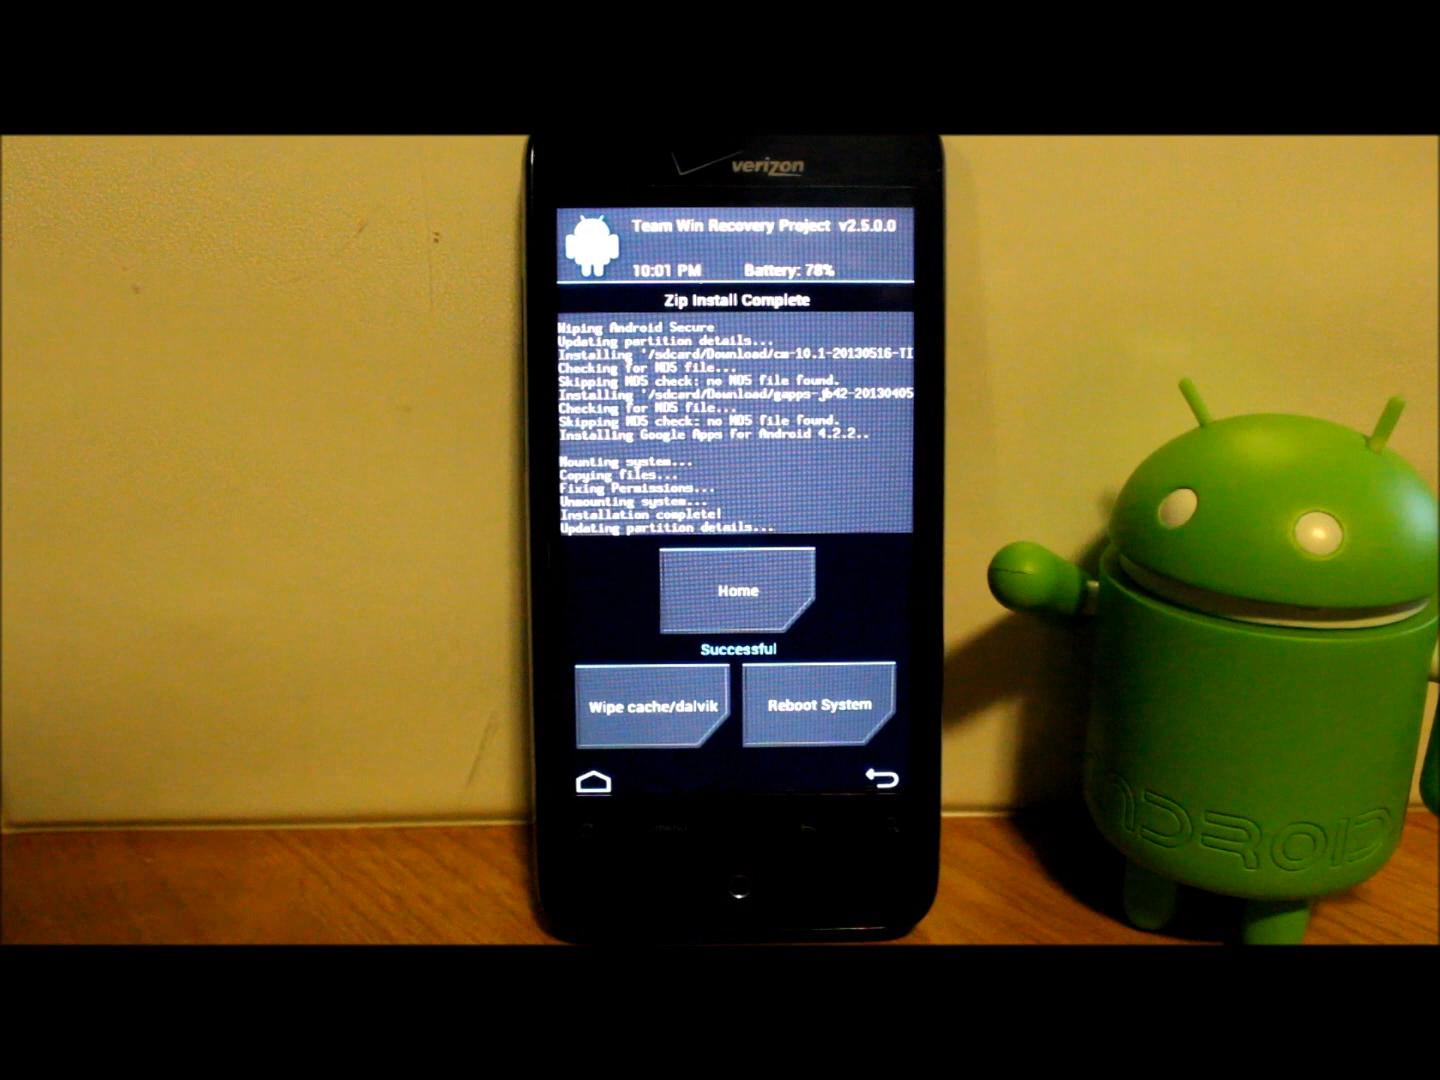 verizon
Team Win Recovery Project v2.5.0.0
10:01 PM Battery: 78%
Zip Install Complete
Wiping Android Secure
Updating partition details...
Installing '/sdcard/Download/cm-10.1-20130516-TI
Checking for MD5 file...
Skipping MD5 check: no MD5 file found.
Installing '/sdcard/Download/gapps-jb42-20130405
Checking for MD5 file...
Skipping MD5 check: no MD5 file found.
Installing Google Apps for Android 4.2.2..
Mounting system...
Copying files...
Fixing Permissions...
Unmounting system...
Installation complete!
Updating partition details...
Home
Successful
Wipe cache/dalvik
Reboot System
menu
NDROID